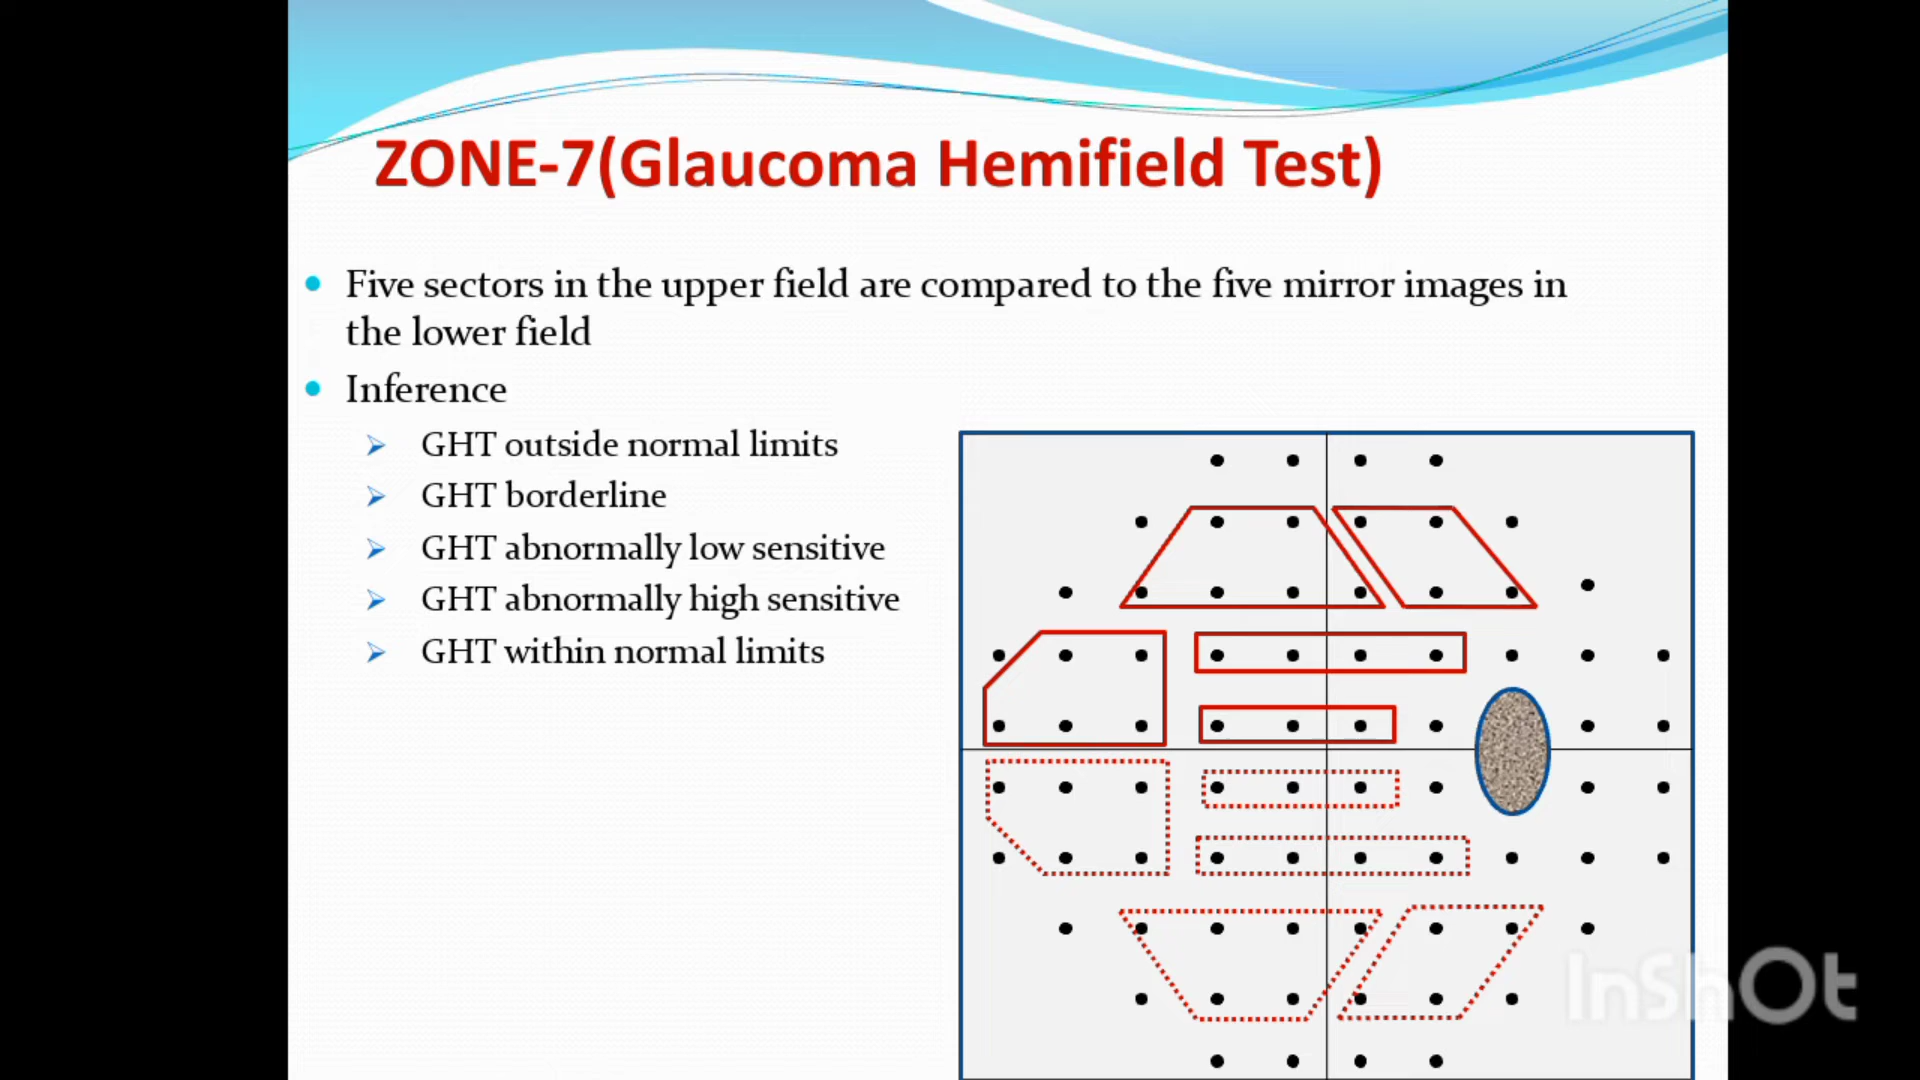 ZONE-7(Glaucoma Hemifield Test)
Five sectors in the upper field are compared to the five mirror images in
the lower field
Inference
GHT outside normal limits
GHT borderline
GHT abnormally low sensitive
GHT abnormally high sensitive
GHT within normal limits
InShOt